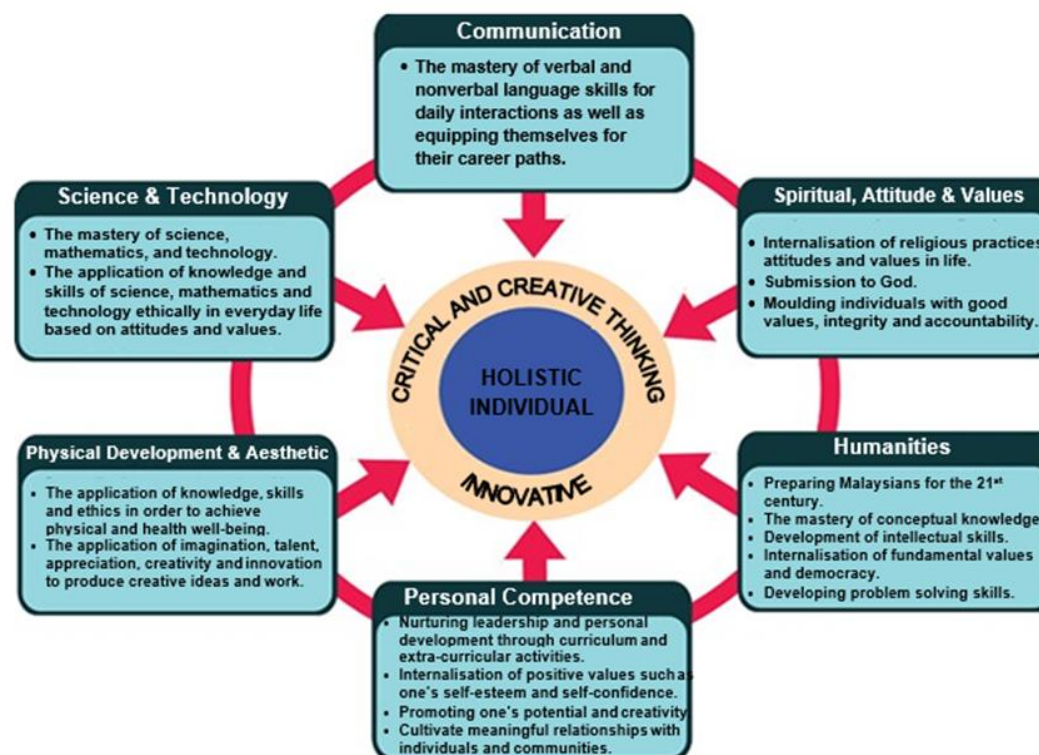 Communication
• The mastery of verbal and
nonverbal language skills for
daily interactions as well as
equipping themselves for
their career paths.
Science & Technology
• The mastery of science,
mathematics, and technology.
• The application of knowledge and
skills of science, mathematics and
technology ethically in everyday life
based on attitudes and values.
Spiritual, Attitude & Values
• Internalisation of religious practices
attitudes and values in life.
• Submission to God.
• Moulding individuals with good
values, integrity and accountability.
CRITICAL AND CREATIVE THINKING
HOLISTIC
INDIVIDUAL
INNOVATIVE
Physical Development & Aesthetic
• The application of knowledge, skills
and ethics in order to achieve
physical and health well-being.
• The application of imagination, talent,
appreciation, creativity and innovation
to produce creative ideas and work.
Humanities
• Preparing Malaysians for the 21st
century.
• The mastery of conceptual knowledge
• Development of intellectual skills.
• Internalisation of fundamental values
and democracy.
• Developing problem solving skills.
Personal Competence
• Nurturing leadership and personal
development through curriculum and
extra-curricular activities.
• Internalisation of positive values such as
one's self-esteem and self-confidence.
• Promoting one's potential and creativity
• Cultivate meaningful relationships with
individuals and communities.